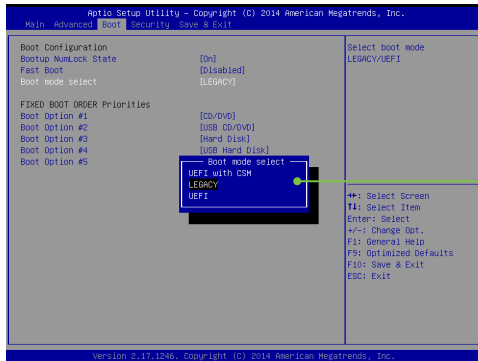 Aptio Setup Utility – Copyright (C) 2014 American Megatrends, Inc.
Main Advanced Boot Security Save & Exit
Boot Configuration
Bootup NumLock State [On]
Fast Boot [Disabled]
Boot mode select [LEGACY]
FIXED BOOT ORDER Priorities
Boot Option #1 [CD/DVD]
Boot Option #2 [USB CD/DVD]
Boot Option #3 [Hard Disk]
Boot Option #4 [USB Hard Disk]
Boot Option #5
Boot mode select
UEFI with CSM
LEGACY
UEFI
Select boot mode
LEGACY/UEFI
→←: Select Screen
↑↓: Select Item
Enter: Select
+/-: Change Opt.
F1: General Help
F9: Optimized Defaults
F10: Save & Exit
ESC: Exit
Version 2.17.1246. Copyright (C) 2014 American Megatrends, Inc.